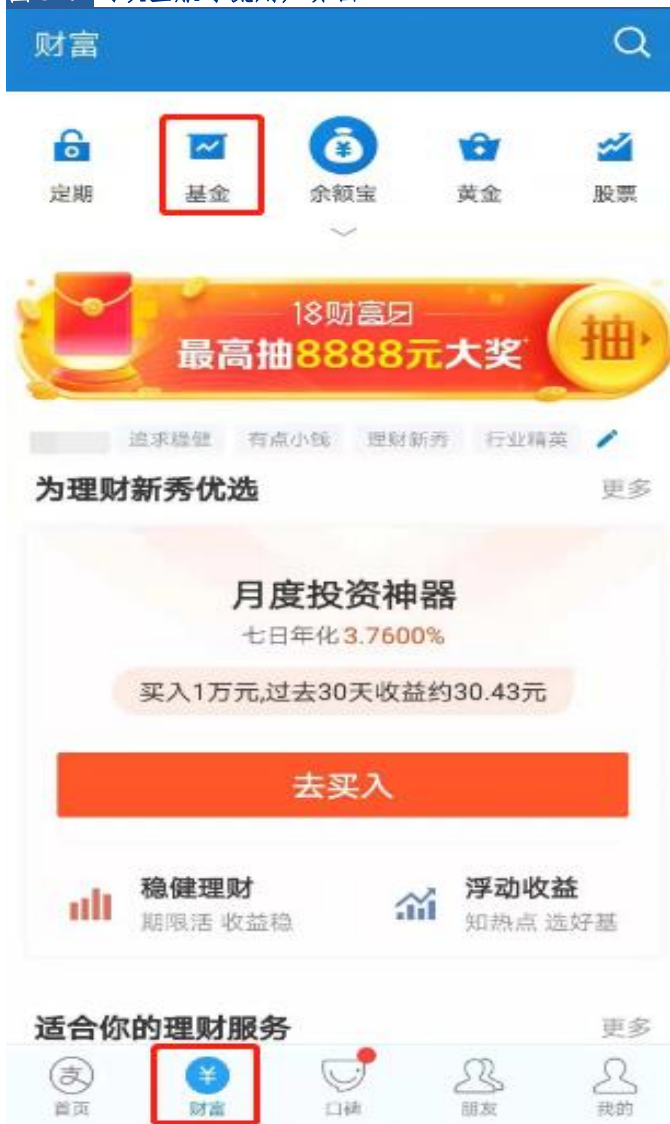 财富
定期 基金 余额宝 黄金 股票
18财富日
最高抽8888元大奖
抽
追求稳健 有点小钱 理财新秀 行业精英
为理财新秀优选 更多
月度投资神器
七日年化3.7600%
买入1万元,过去30天收益约30.43元
去买入
稳健理财 浮动收益
期限活 收益稳 知热点 选好基
适合你的理财服务 更多
支 ¥
首页 财富 口碑 朋友 我的